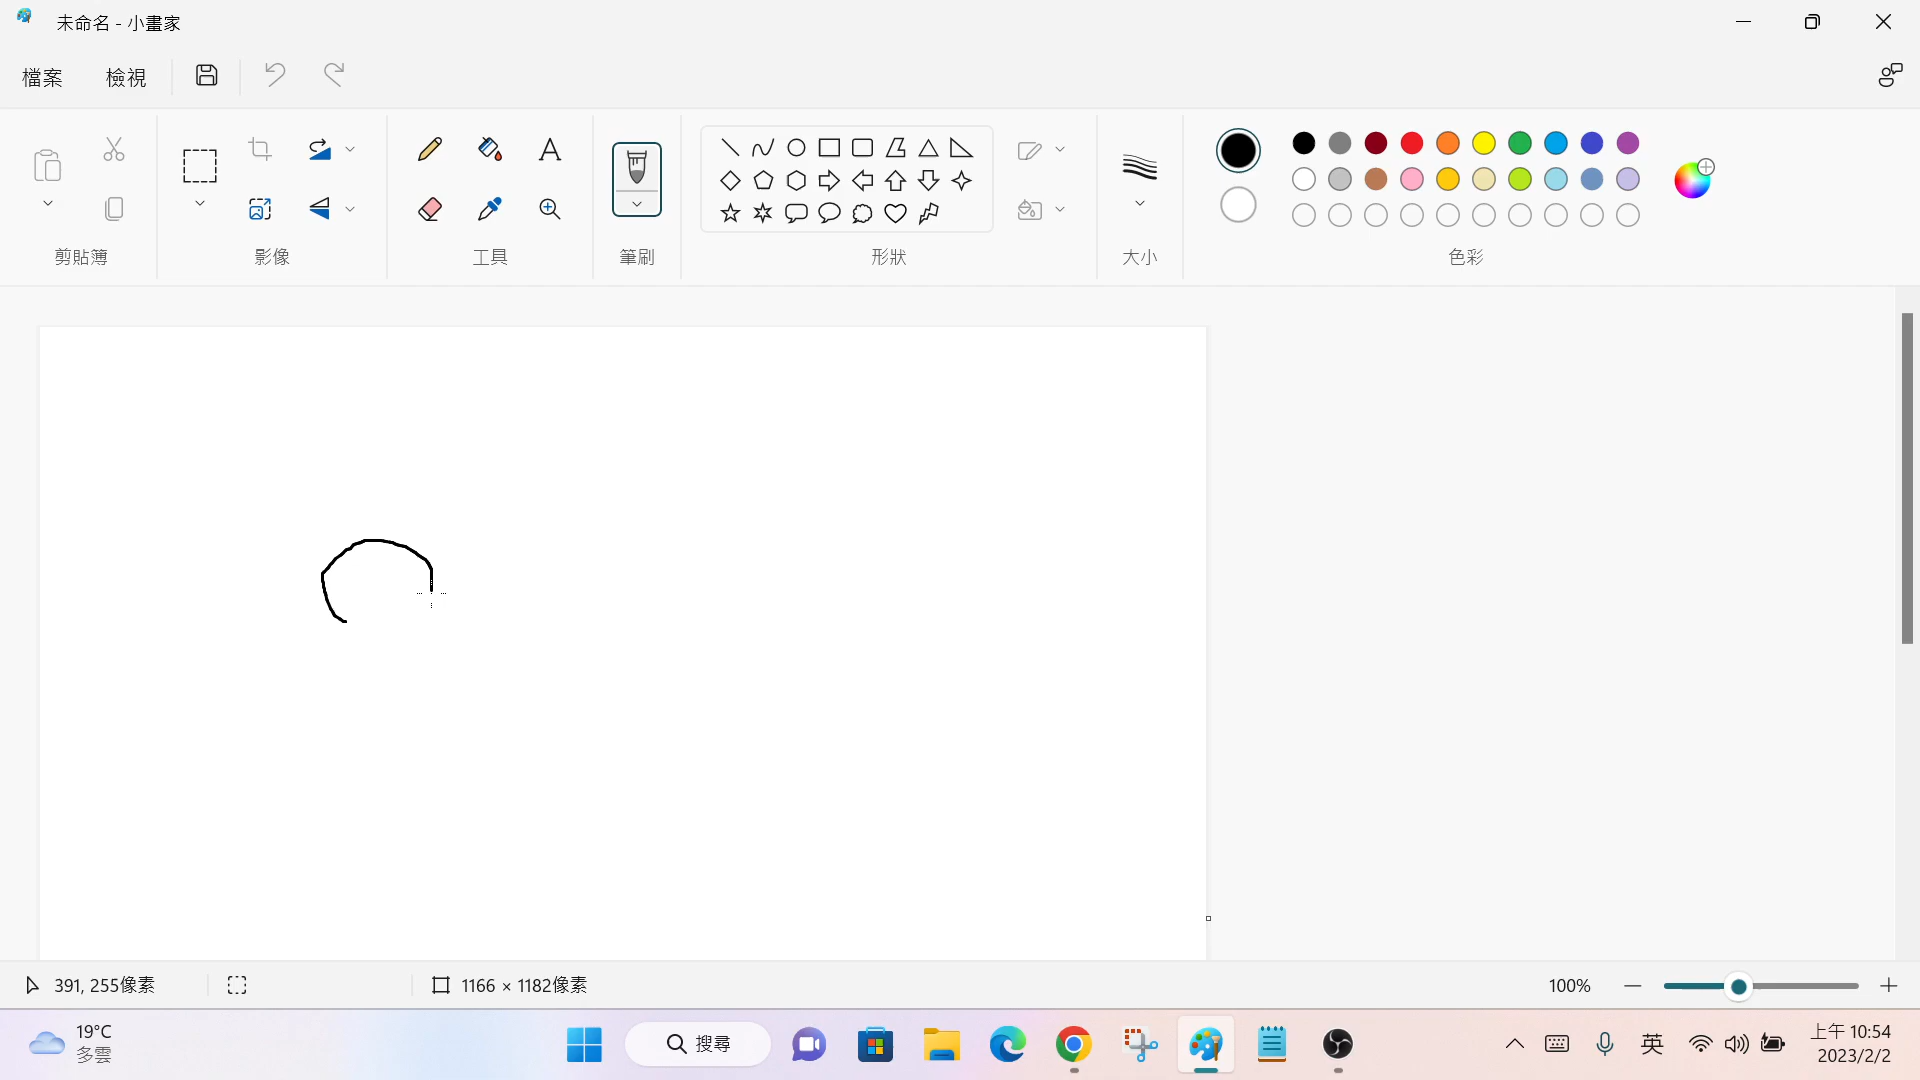 未命名 - 小畫家
檔案 檢視
剪貼簿 影像 工具 筆刷 形狀 大小 色彩
391, 255像素 1166 × 1182像素 100%
19°C
多雲
搜尋
英
上午 10:54
2023/2/2